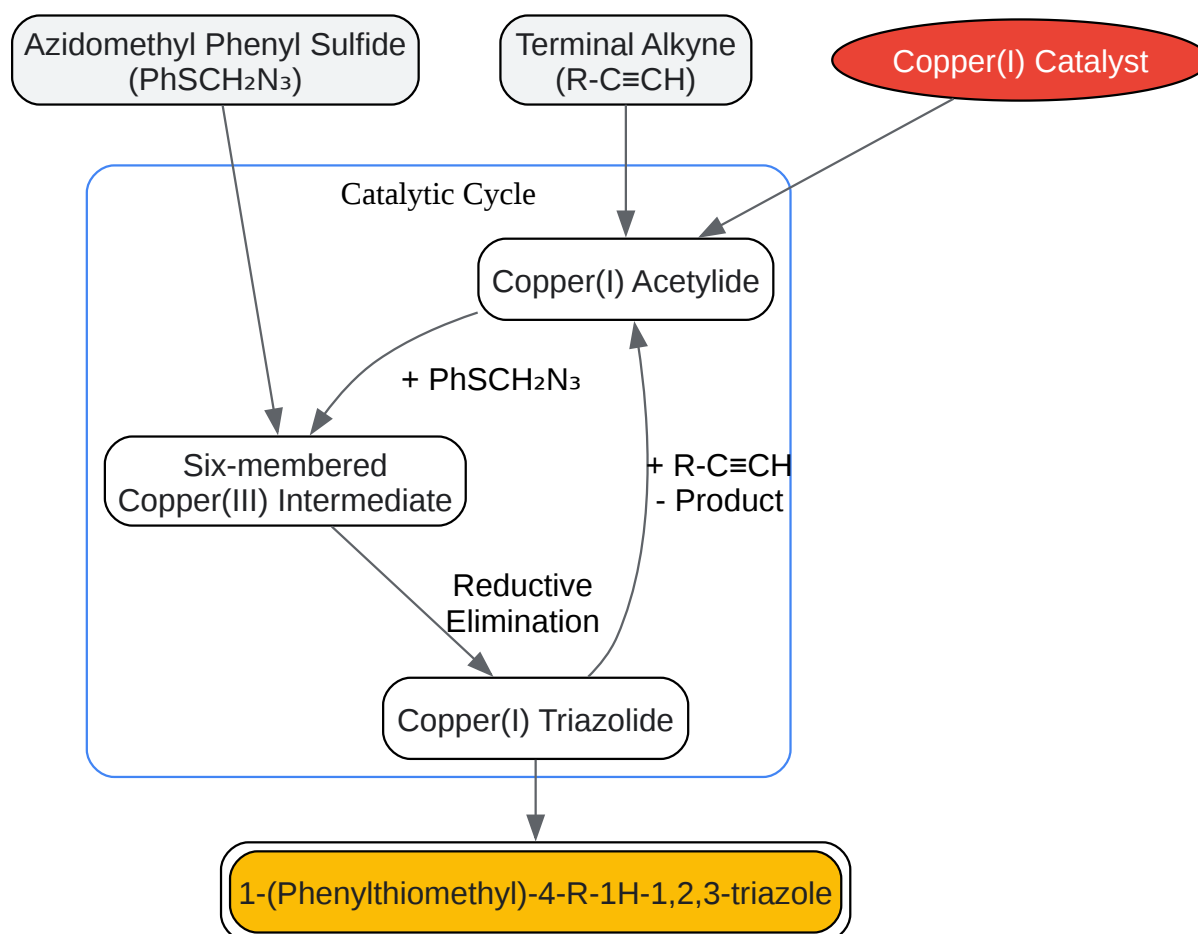 Azidomethyl Phenyl Sulfide
(PhSCH₂N₃)
Terminal Alkyne
(R-C≡CH)
Copper(I) Catalyst
Catalytic Cycle
Copper(I) Acetylide
+ PhSCH₂N₃
Six-membered
Copper(III) Intermediate
+ R-C≡CH
- Product
Reductive
Elimination
Copper(I) Triazolide
1-(Phenylthiomethyl)-4-R-1H-1,2,3-triazole